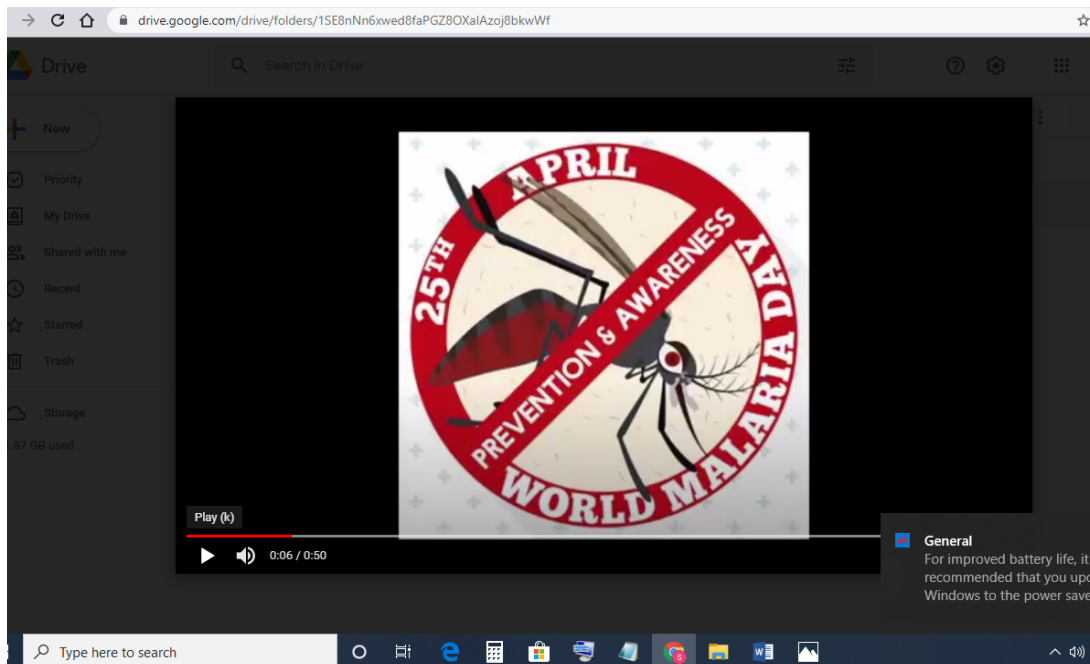 drive.google.com/drive/folders/1SE8nNn6xwed8faPGZ8OXalAzoj8bkwWf
Drive
Search in Drive
New
Priority
My Drive
Shared with me
Recent
Starred
Trash
Storage
.87 GB used
25TH APRIL
PREVENTION & AWARENESS
WORLD MALARIA DAY
Play (k)
0:06 / 0:50
General
For improved battery life, it
recommended that you upd
Windows to the power save
Type here to search